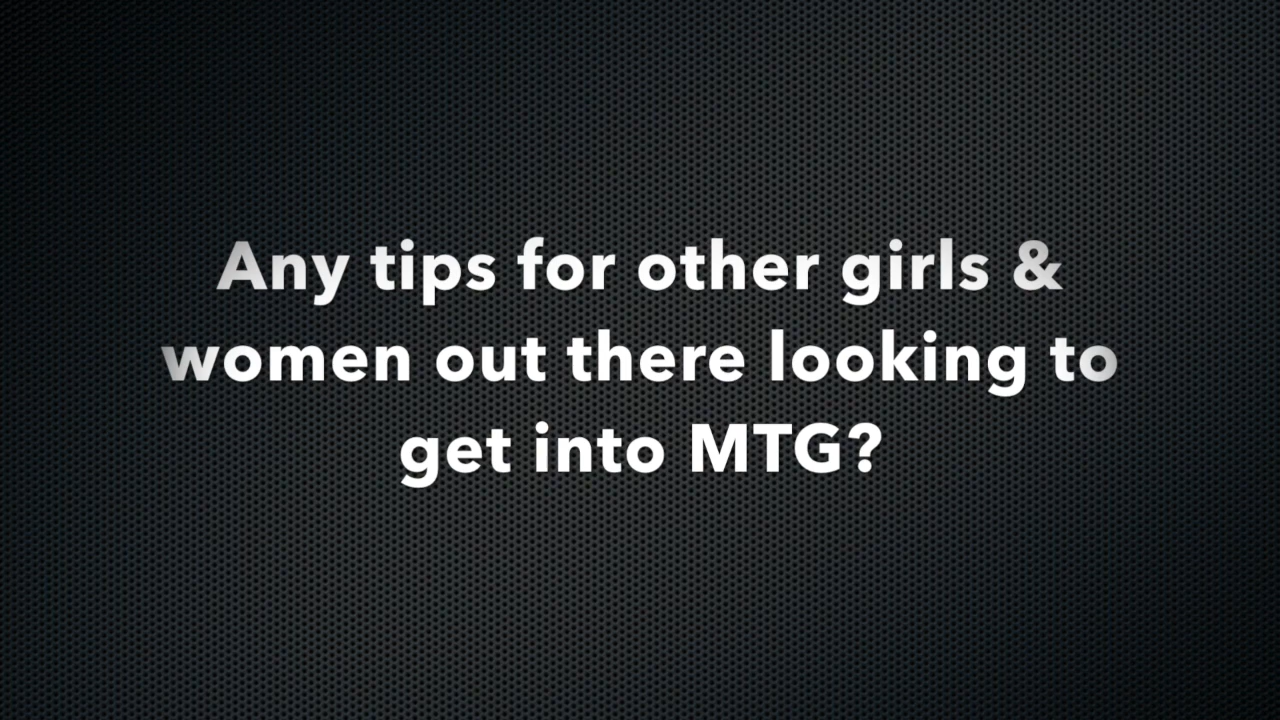 Any tips for other girls &
women out there looking to
get into MTG?